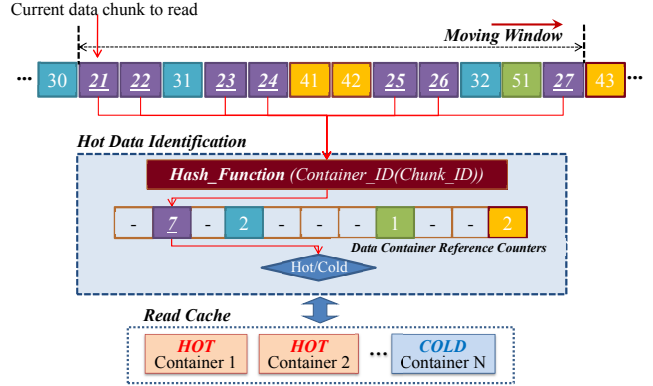 Current data chunk to read
Moving Window
... 30 21 22 31 23 24 41 42 25 26 32 51 27 43 ...
Hot Data Identification
Hash_Function (Container_ID(Chunk_ID))
- 7 - 2 - - - 1 - - 2
Data Container Reference Counters
Hot/Cold
Read Cache
HOT HOT ... COLD
Container 1 Container 2 Container N